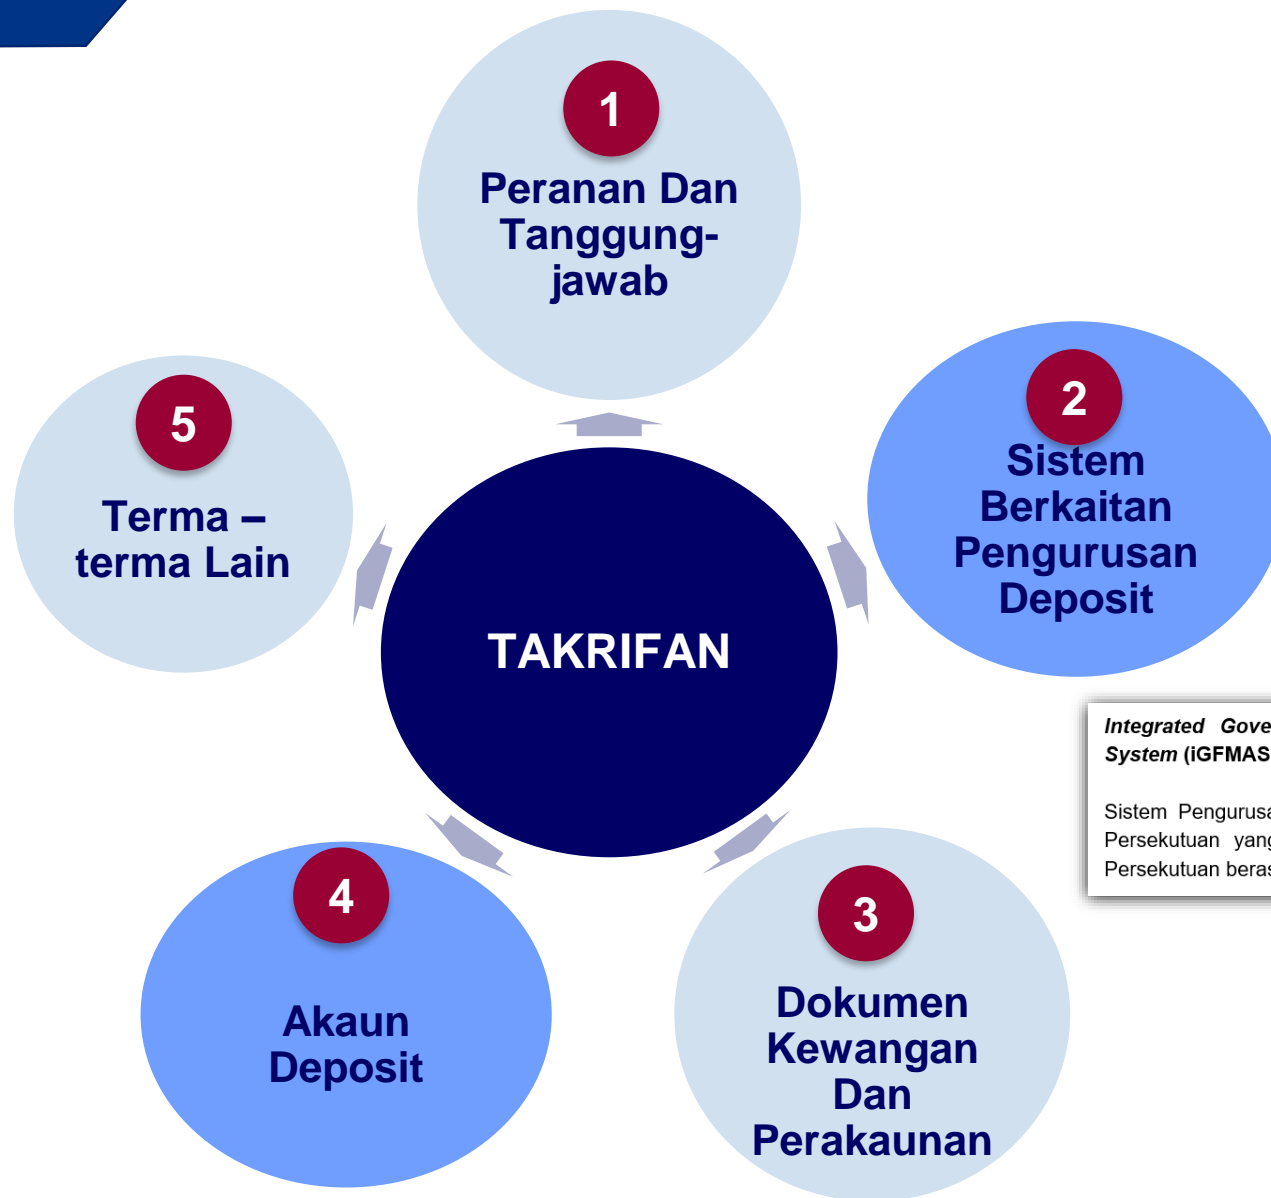 1
Peranan Dan
Tanggung-
jawab
2
Sistem
Berkaitan
Pengurusan
Deposit
3
Dokumen
Kewangan
Dan
Perakaunan
4
Akaun
Deposit
5
Terma –
terma Lain
TAKRIFAN
Integrated
System (iGFMAS
Sistem
Persekutuan
Persekutuan